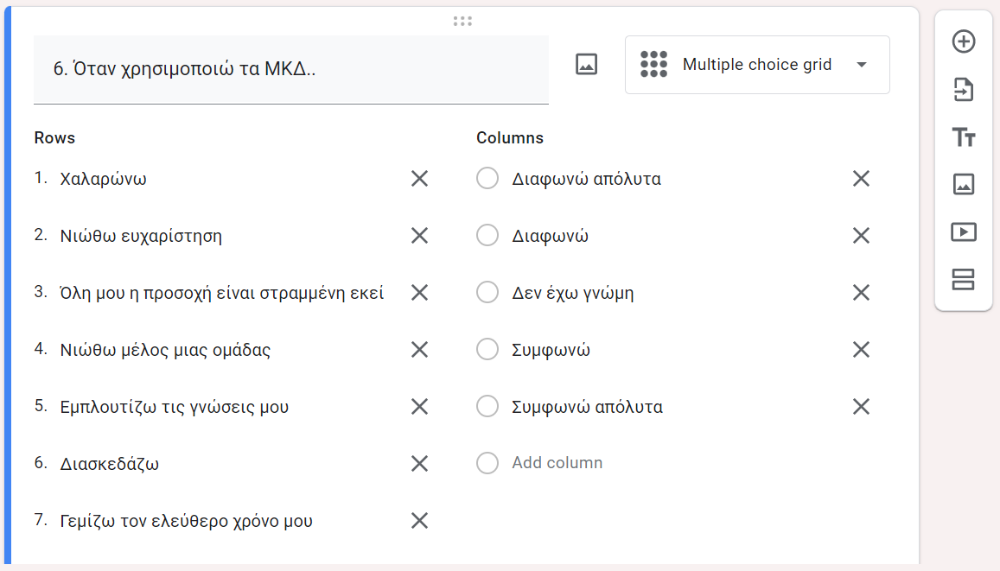 6. Όταν χρησιμοποιώ τα ΜΚΔ..
Multiple choice grid
Rows
Columns
1. Χαλαρώνω
Διαφωνώ απόλυτα
2. Νιώθω ευχαρίστηση
Διαφωνώ
3. Όλη μου η προσοχή είναι στραμμένη εκεί
Δεν έχω γνώμη
4. Νιώθω μέλος μιας ομάδας
Συμφωνώ
5. Εμπλουτίζω τις γνώσεις μου
Συμφωνώ απόλυτα
6. Διασκεδάζω
Add column
7. Γεμίζω τον ελεύθερο χρόνο μου
Tт